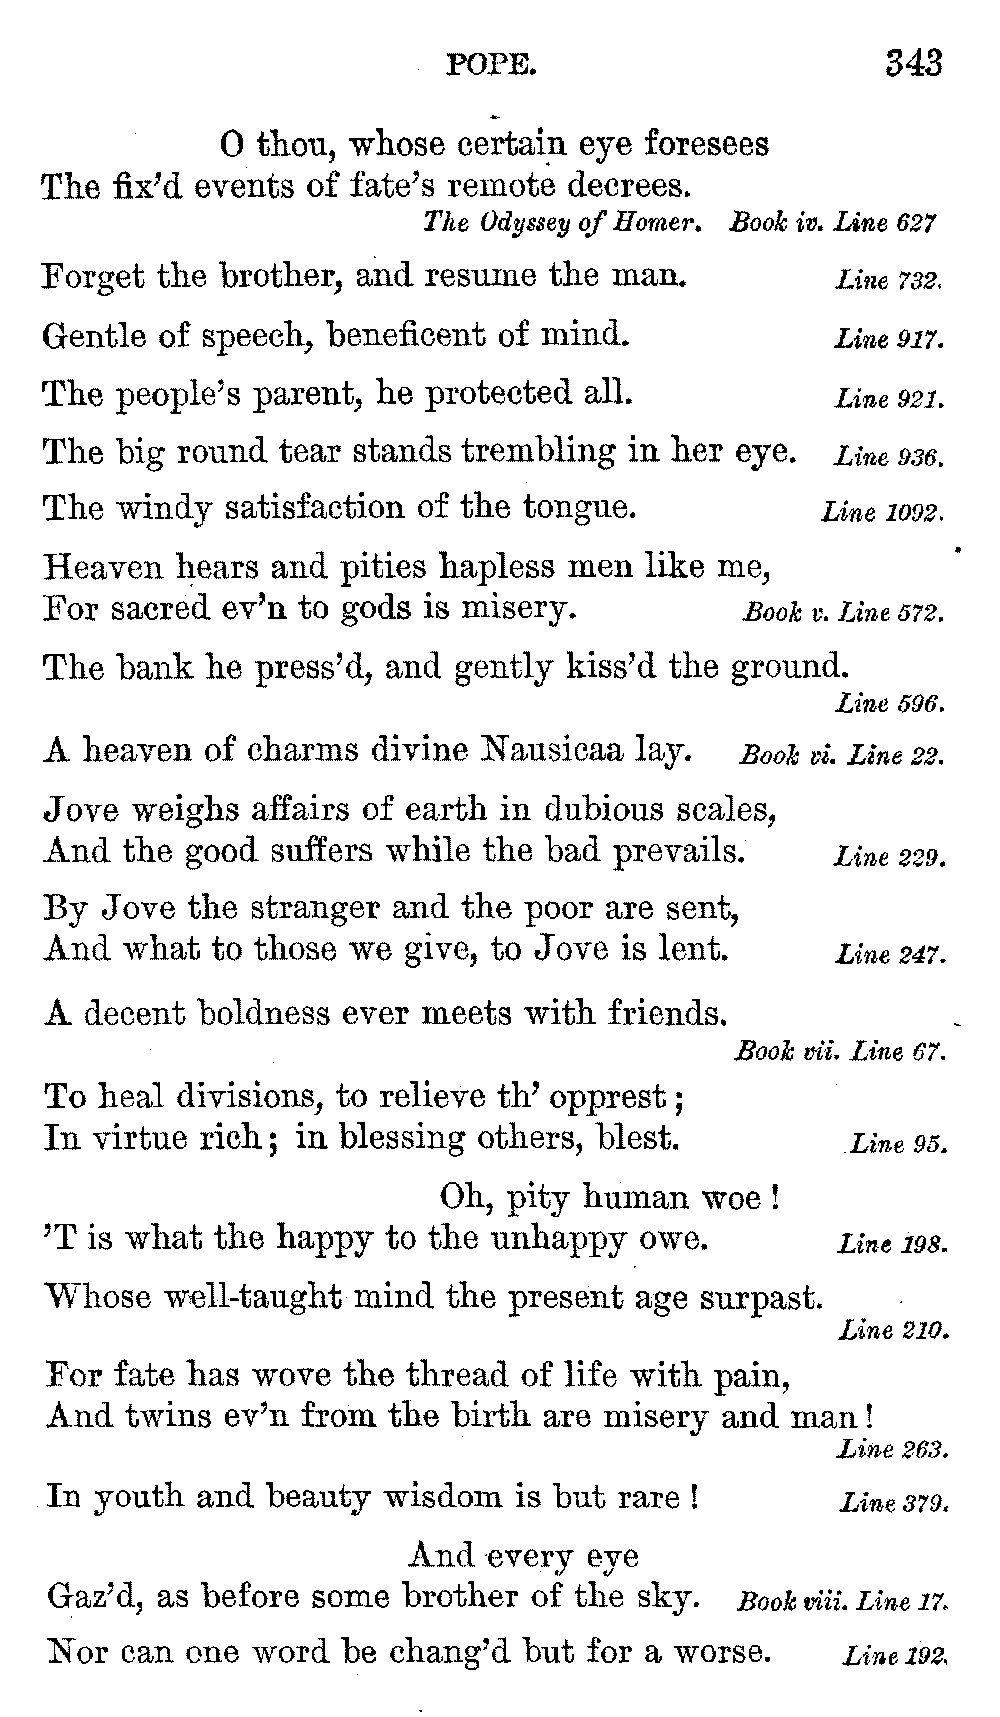 POPE. 343
O thou, whose certain eye foresees
The fix'd events of fate's remote decrees.
The Odyssey of Homer. Book iv. Line 627
Forget the brother, and resume the man. Line 732.
Gentle of speech, beneficent of mind. Line 917.
The people's parent, he protected all. Line 921.
The big round tear stands trembling in her eye. Line 936.
The windy satisfaction of the tongue. Line 1092.
Heaven hears and pities hapless men like me,
For sacred ev'n to gods is misery. Book v. Line 572.
The bank he press'd, and gently kiss'd the ground.
Line 596.
A heaven of charms divine Nausicaa lay. Book vi. Line 22.
Jove weighs affairs of earth in dubious scales,
And the good suffers while the bad prevails. Line 229.
By Jove the stranger and the poor are sent,
And what to those we give, to Jove is lent. Line 247.
A decent boldness ever meets with friends.
Book vii. Line 67.
To heal divisions, to relieve th' opprest;
In virtue rich; in blessing others, blest. Line 95.
Oh, pity human woe!
'T is what the happy to the unhappy owe. Line 198.
Whose well-taught mind the present age surpast.
Line 210.
For fate has wove the thread of life with pain,
And twins ev'n from the birth are misery and man!
Line 263.
In youth and beauty wisdom is but rare! Line 379.
And every eye
Gaz'd, as before some brother of the sky. Book viii. Line 17.
Nor can one word be chang'd but for a worse. Line 192.